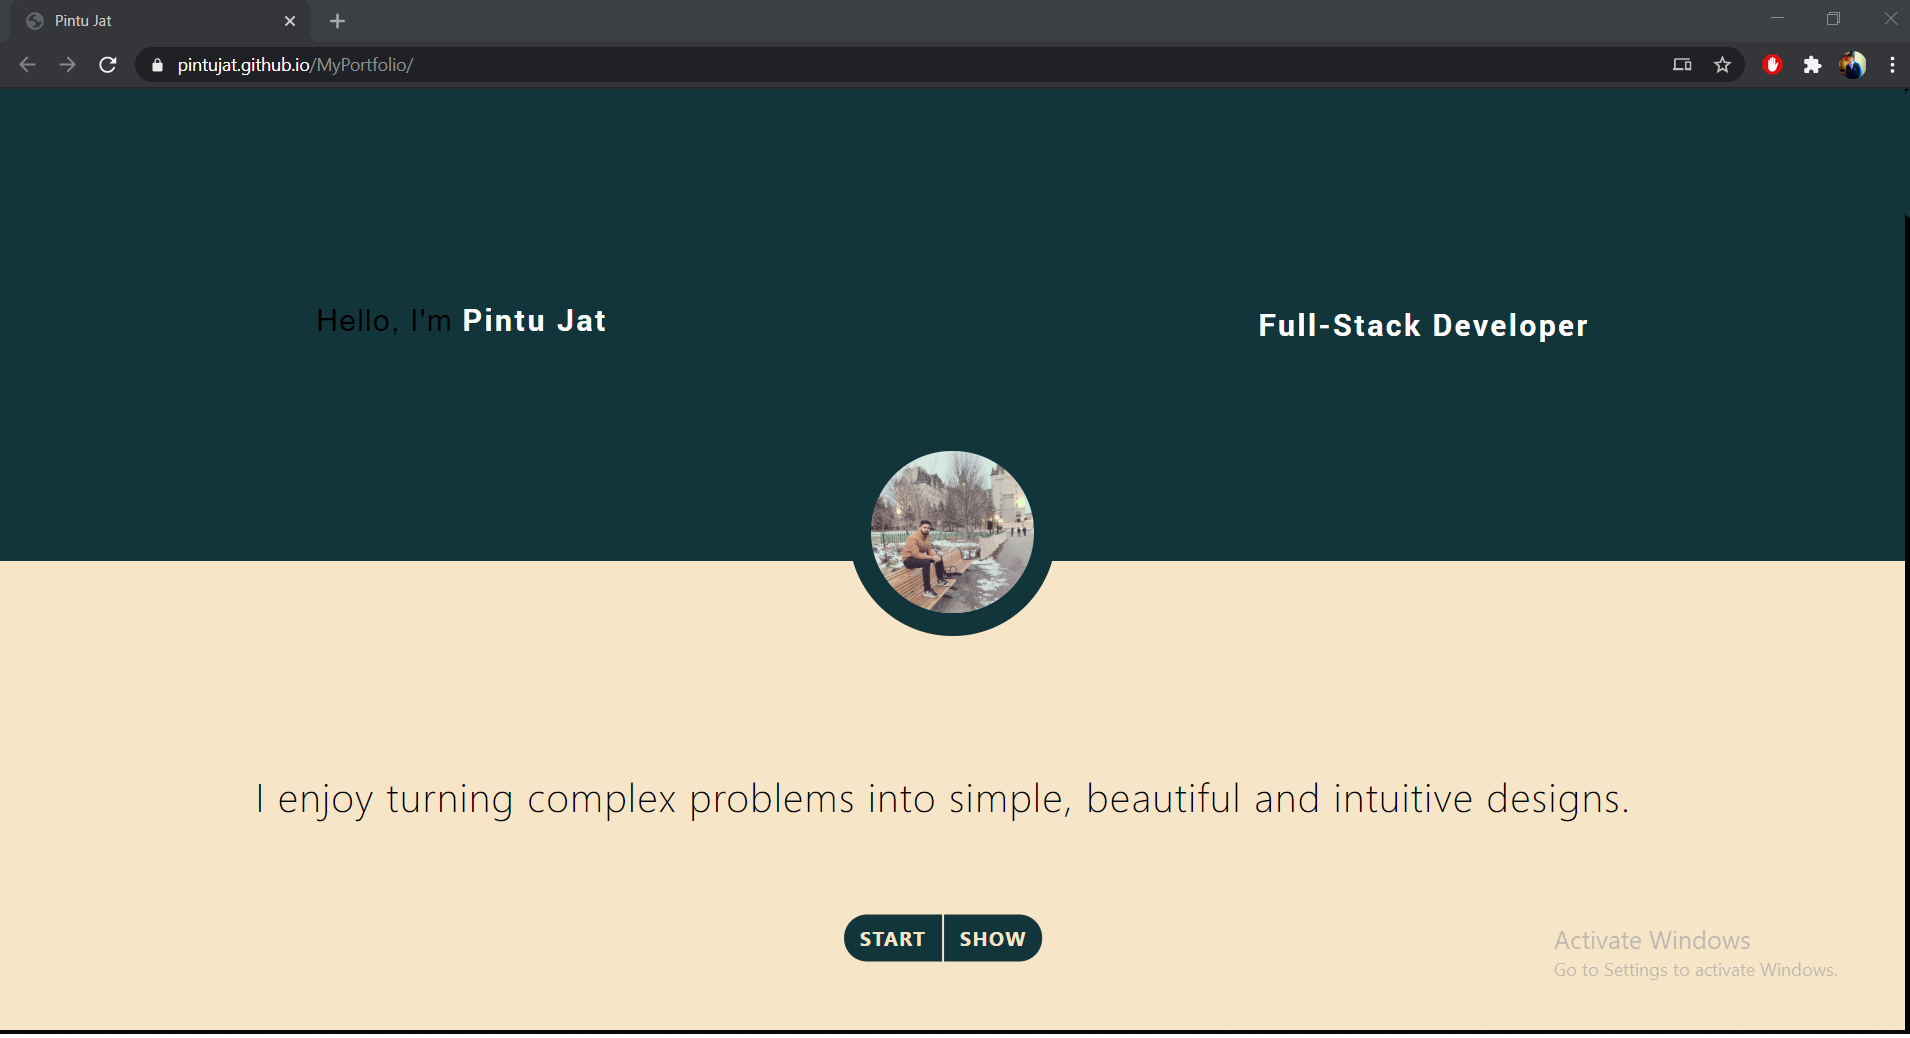 Pintu Jat
pintujat.github.io/MyPortfolio/
Hello, I'm Pintu Jat
Full-Stack Developer
I enjoy turning complex problems into simple, beautiful and intuitive designs.
START SHOW
Activate Windows
Go to Settings to activate Windows.